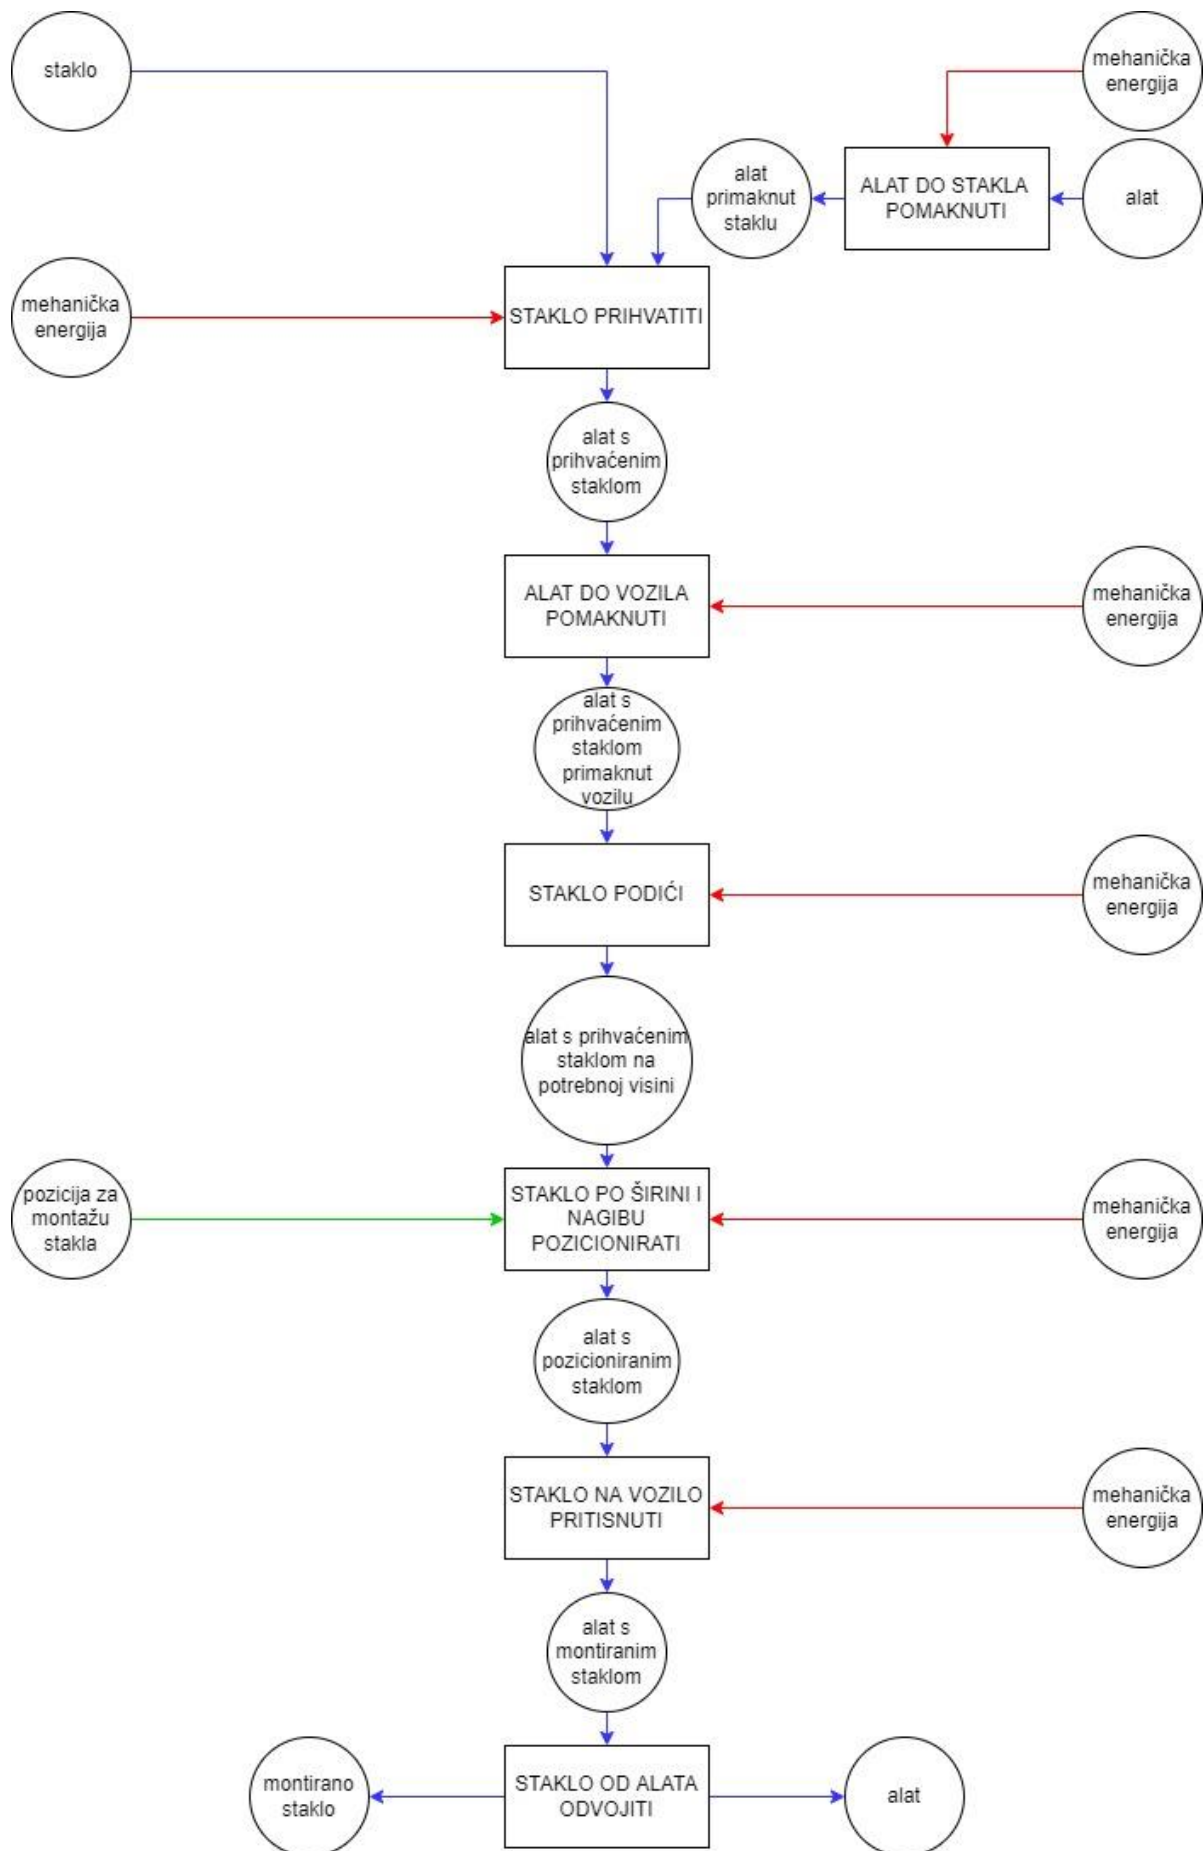 staklo
mehanička
energija
alat
primaknut
staklu
ALAT DO STAKLA
POMAKNUTI
alat
mehanička
energija
STAKLO PRIHVATITI
alat s
prihvaćenim
staklom
ALAT DO VOZILA
POMAKNUTI
mehanička
energija
alat s
prihvaćenim
staklom
primaknut
vozilu
STAKLO PODIĆI
mehanička
energija
alat s prihvaćenim
staklom na
potrebnoj visini
pozicija za
montažu
stakla
STAKLO PO ŠIRINI I
NAGIBU
POZICIONIRATI
mehanička
energija
alat s
pozicioniranim
staklom
STAKLO NA VOZILO
PRITISNUTI
mehanička
energija
alat s
montiranim
staklom
montirano
staklo
STAKLO OD ALATA
ODVOJITI
alat